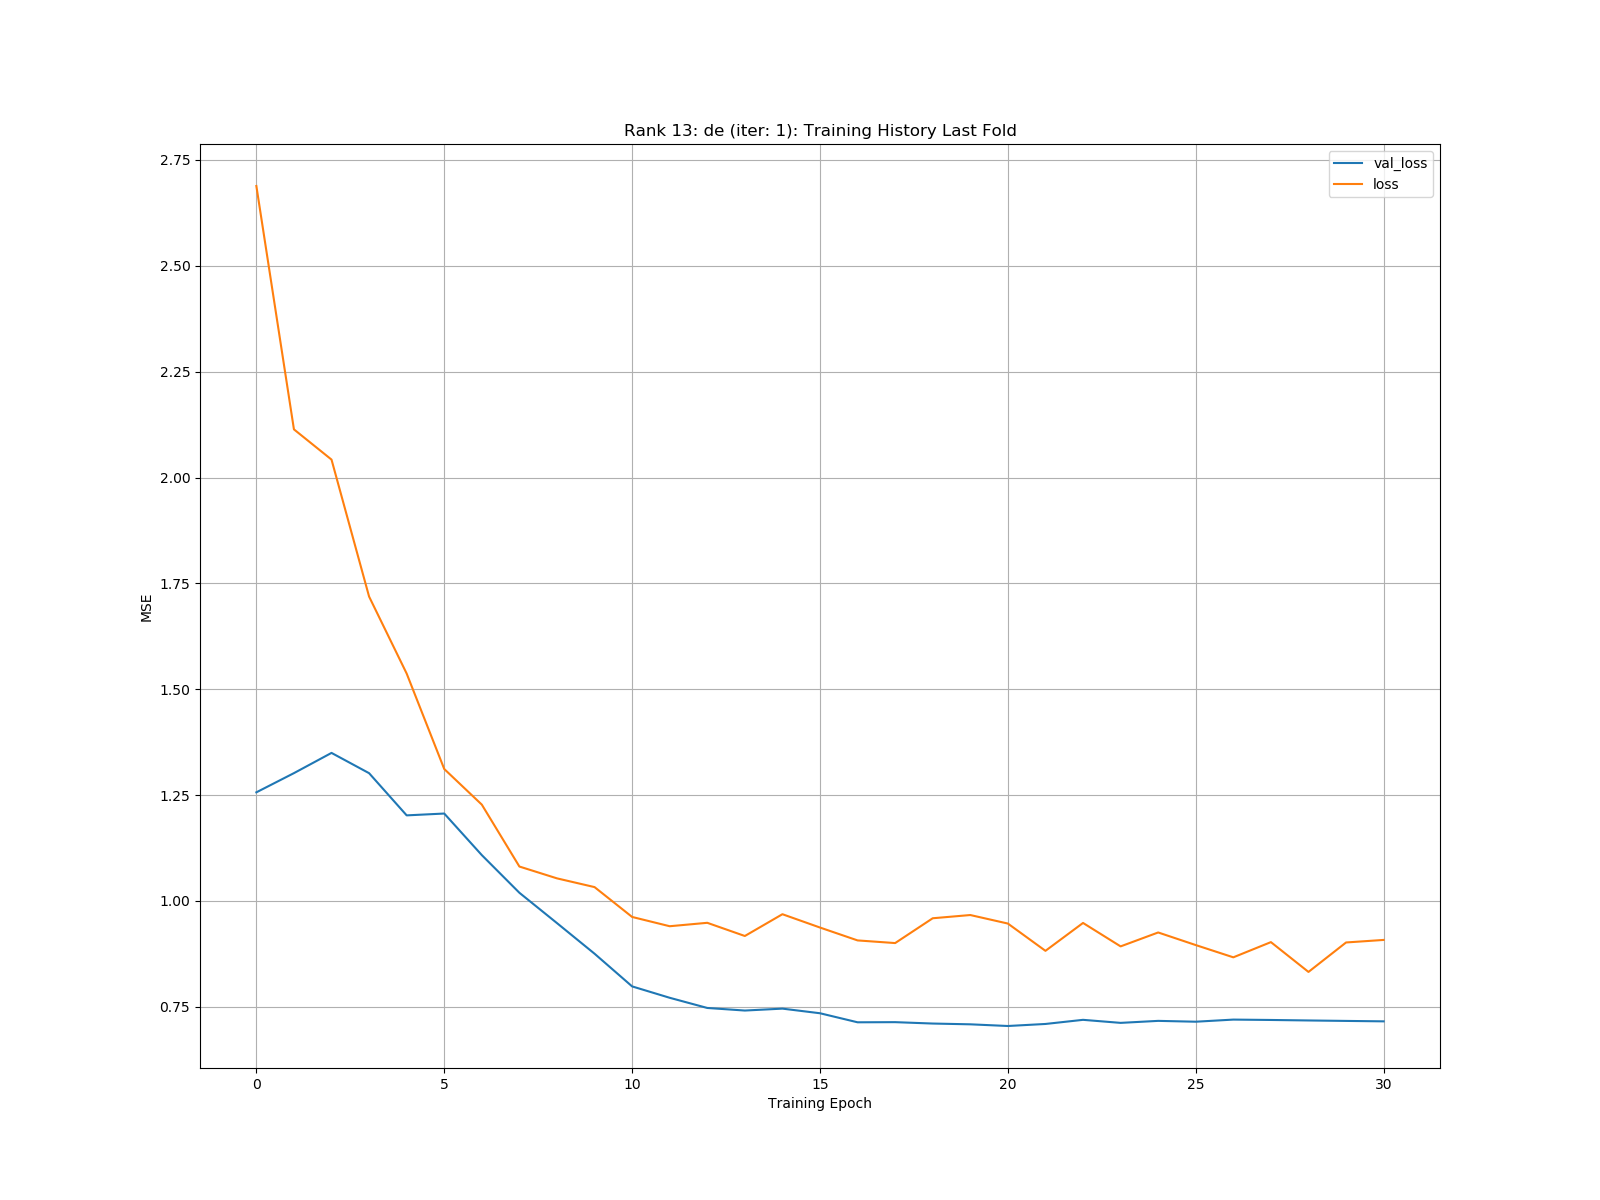 Rank 13: de (iter: 1): Training History Last Fold
val_loss
loss
2.75
2.50
2.25
2.00
1.75
1.50
1.25
1.00
0.75
MSE
0 5 10 15 20 25 30
Training Epoch